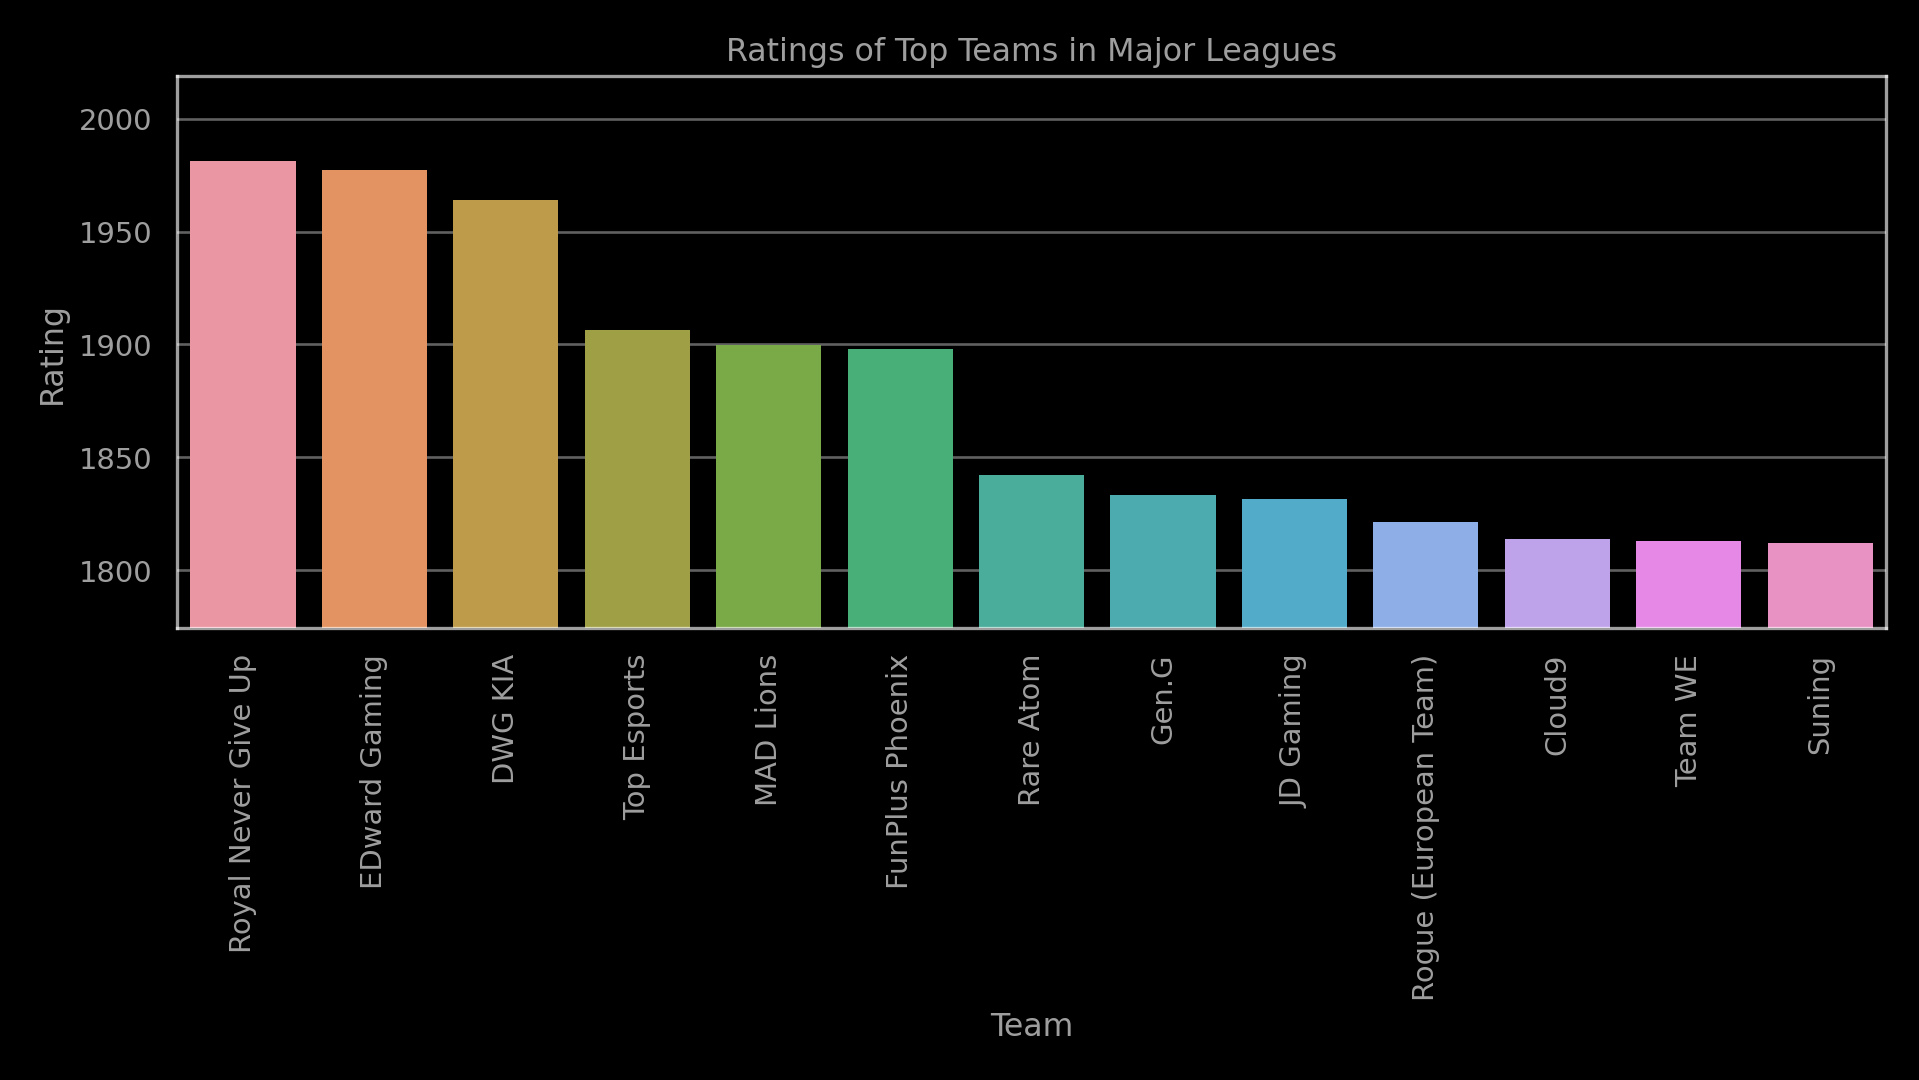 Ratings of Top Teams in Major Leagues
2000
1950
1900
1850
1800
Rating
Royal Never Give Up
EDward Gaming
DWG KIA
Top Esports
MAD Lions
FunPlus Phoenix
Rare Atom
Gen.G
JD Gaming
Rogue (European Team)
Cloud9
Team WE
Suning
Team